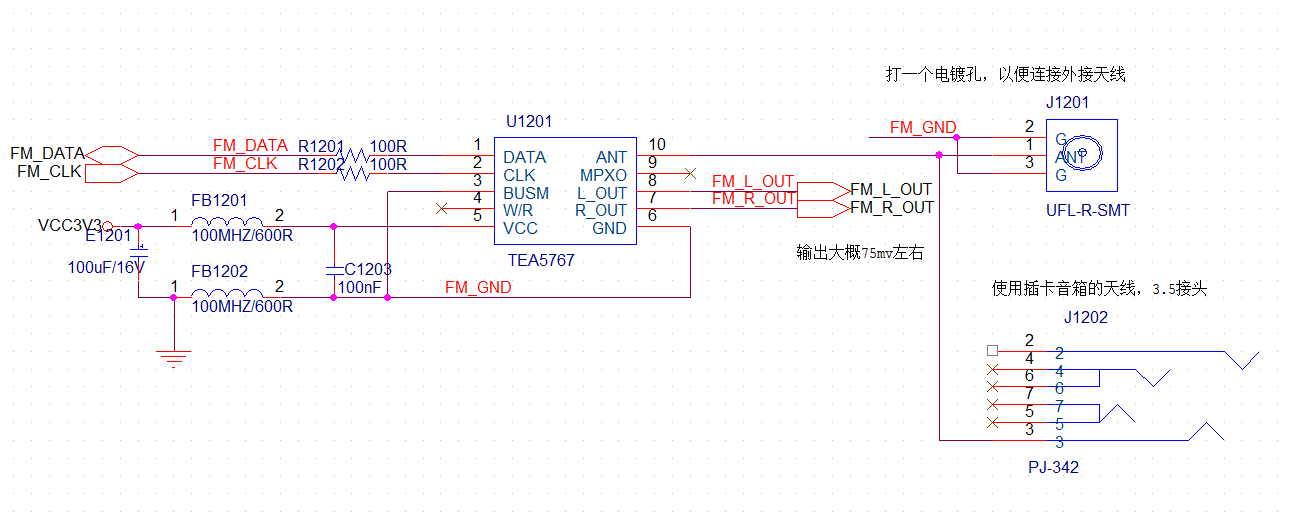 打一个电镀孔，以便连接外接天线
J1201
FM_GND
2
G
1
ANT
3
G
UFL-R-SMT
U1201
FM_DATA
FM_DATA
R1201
100R
1
DATA
ANT
10
FM_CLK
FM_CLK
R1202
100R
2
CLK
MPXO
9
3
BUSM
L_OUT
8
FM_L_OUT
FM_L_OUT
4
W/R
R_OUT
7
FM_R_OUT
FM_R_OUT
5
VCC
GND
6
TEA5767
FB1201
1
2
100MHZ/600R
VCC3V3
E1201
100uF/16V
FB1202
1
2
100MHZ/600R
C1203
100nF
FM_GND
输出大概75mv左右
使用插卡音箱的天线，3.5接头
J1202
2
2
4
4
6
6
7
7
5
5
3
3
PJ-342